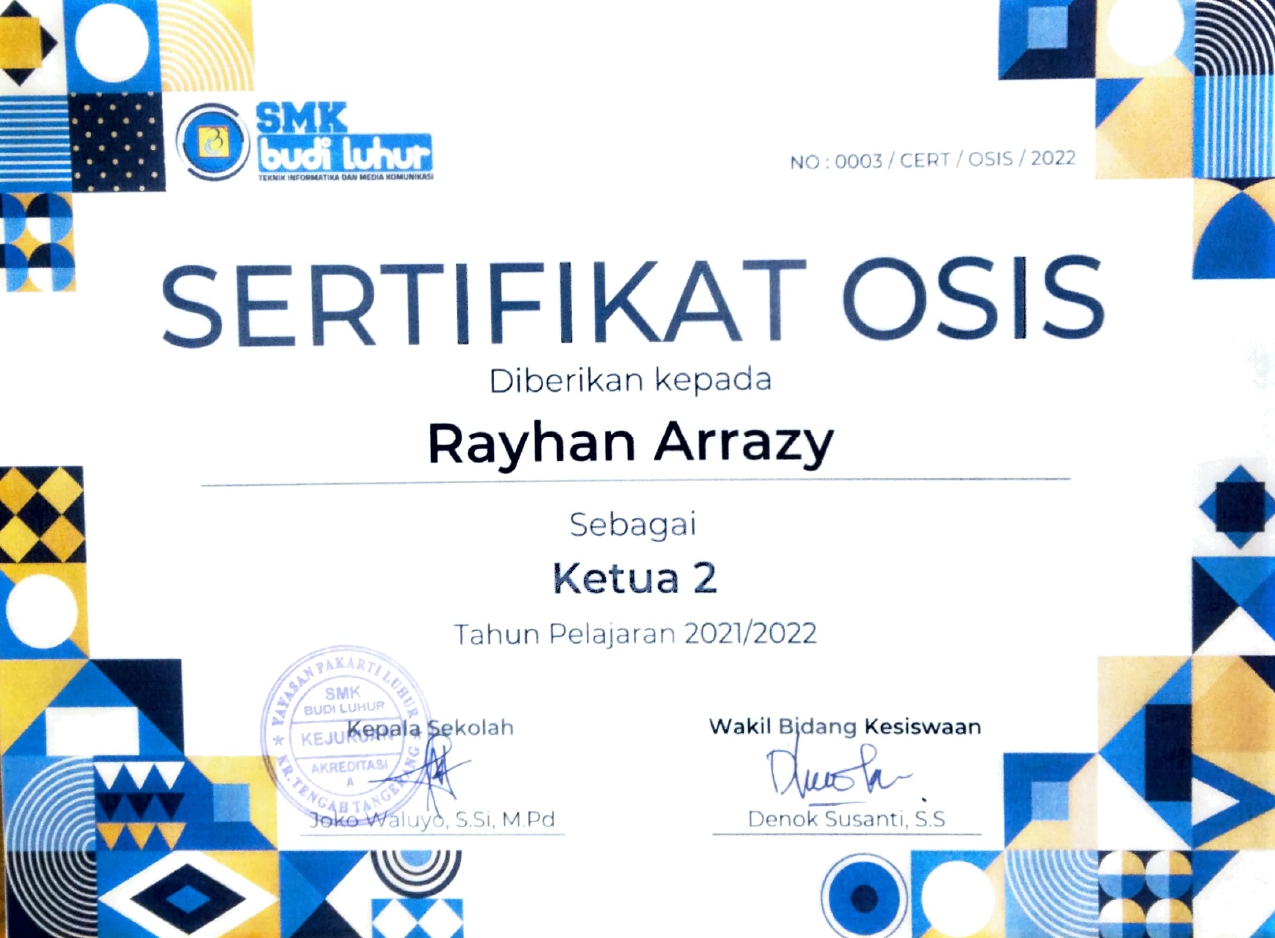 SMK
budi luhur
TEKNIK INFORMATIKA DAN MEDIA KOMUNIKASI
NO : 0003 / CERT / OSIS / 2022
SERTIFIKAT OSIS
Diberikan kepada
Rayhan Arrazy
Sebagai
Ketua 2
Tahun Pelajaran 2021/2022
YAYASAN PAKARTI LUHUR
SMK
BUDI LUHUR
KEJURUAN
AKREDITASI
A
KR. TENGAH TANGERANG
Kepala Sekolah
Joko Waluyo, S.Si, M.Pd
Wakil Bidang Kesiswaan
Denok Susanti, S.S